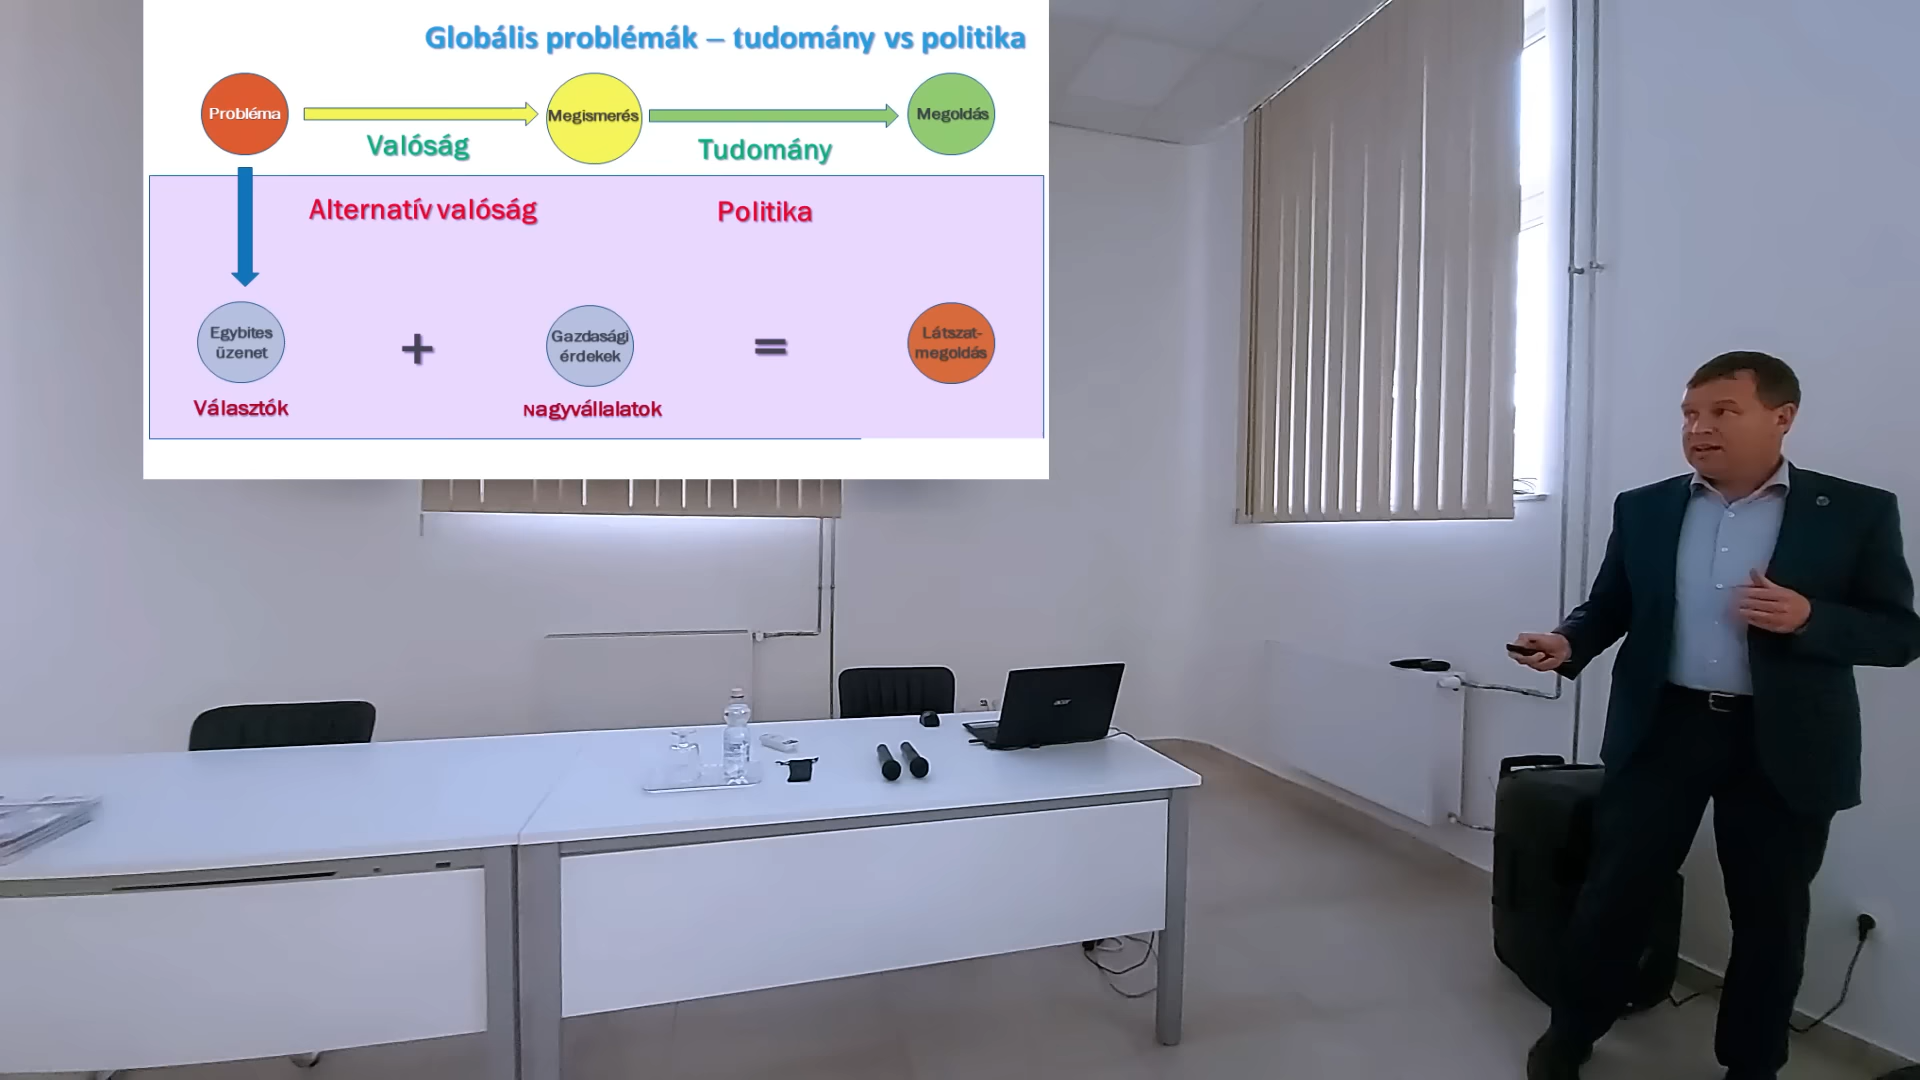 Globális problémák – tudomány vs politika
Probléma
Megismerés
Megoldás
Valóság
Tudomány
Alternatív valóság
Politika
Egybites
üzenet
+
Gazdasági
érdekek
=
Látszat-
megoldás
Választók
Nagyvállalatok
acer